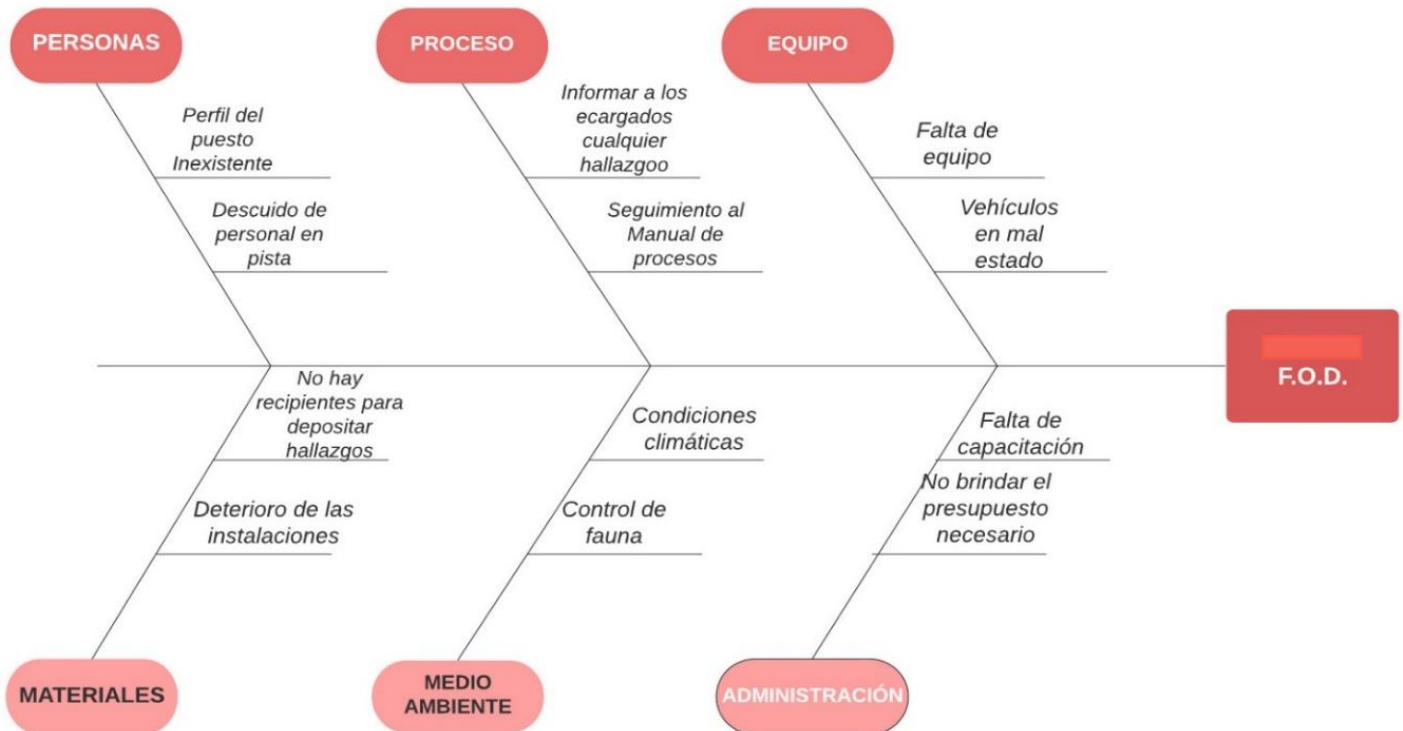 PERSONAS
PROCESO
EQUIPO
Perfil del
puesto
Inexistente
Descuido de
personal en
pista
Informar a los
ecargados
cualquier
hallazgoo
Seguimiento al
Manual de
procesos
Falta de
equipo
Vehículos
en mal
estado
F.O.D.
No hay
recipientes para
depositar
hallazgos
Deterioro de las
instalaciones
Condiciones
climáticas
Control de
fauna
Falta de
capacitación
No brindar el
presupuesto
necesario
MATERIALES
MEDIO
AMBIENTE
ADMINISTRACIÓN